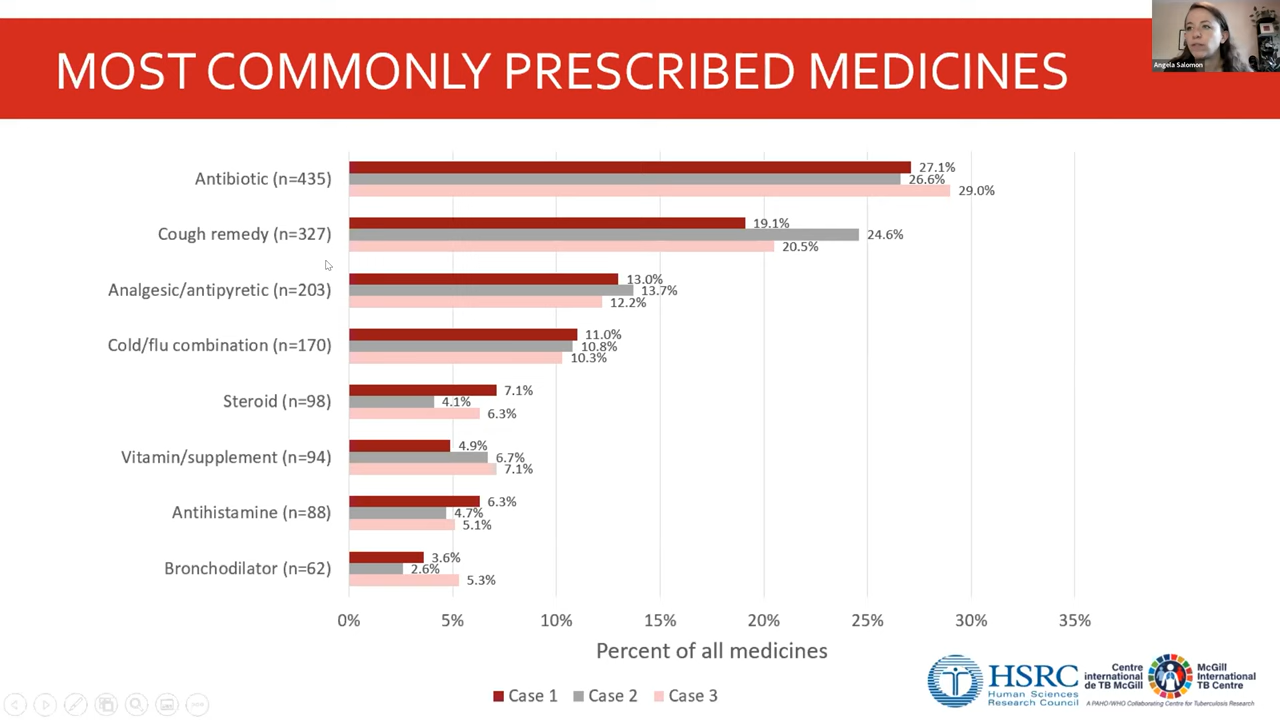 MOST COMMONLY PRESCRIBED MEDICINES
Angela Salomon
Antibiotic (n=435)
27.1%
26.6%
29.0%
Cough remedy (n=327)
19.1%
24.6%
20.5%
Analgesic/antipyretic (n=203)
13.0%
13.7%
12.2%
Cold/flu combination (n=170)
11.0%
10.8%
10.3%
Steroid (n=98)
7.1%
4.1%
6.3%
Vitamin/supplement (n=94)
4.9%
6.7%
7.1%
Antihistamine (n=88)
6.3%
4.7%
5.1%
Bronchodilator (n=62)
3.6%
2.6%
5.3%
0% 5% 10% 15% 20% 25% 30% 35%
Percent of all medicines
Case 1 Case 2 Case 3
HSRC
Human Sciences
Research Council
Centre
international
de TB McGill
McGill
International
TB Centre
A PAHO/WHO Collaborating Centre for Tuberculosis Research